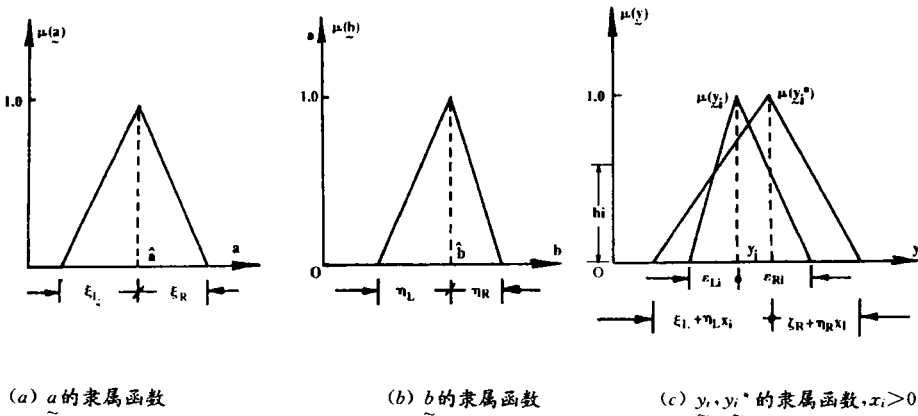 μ(a)
1.0
â
a
ξL
ξR
a
μ(b)
1.0
O
b̂
b
ηL
ηR
μ(y)
μ(yi)
μ(yi*)
1.0
hi
O
yi
y
εLi
εRi
ξL+ηLxi
ζR+ηRxi
(a) a的隶属函数
(b) b的隶属函数
(c) yi,yi*的隶属函数,xi>0